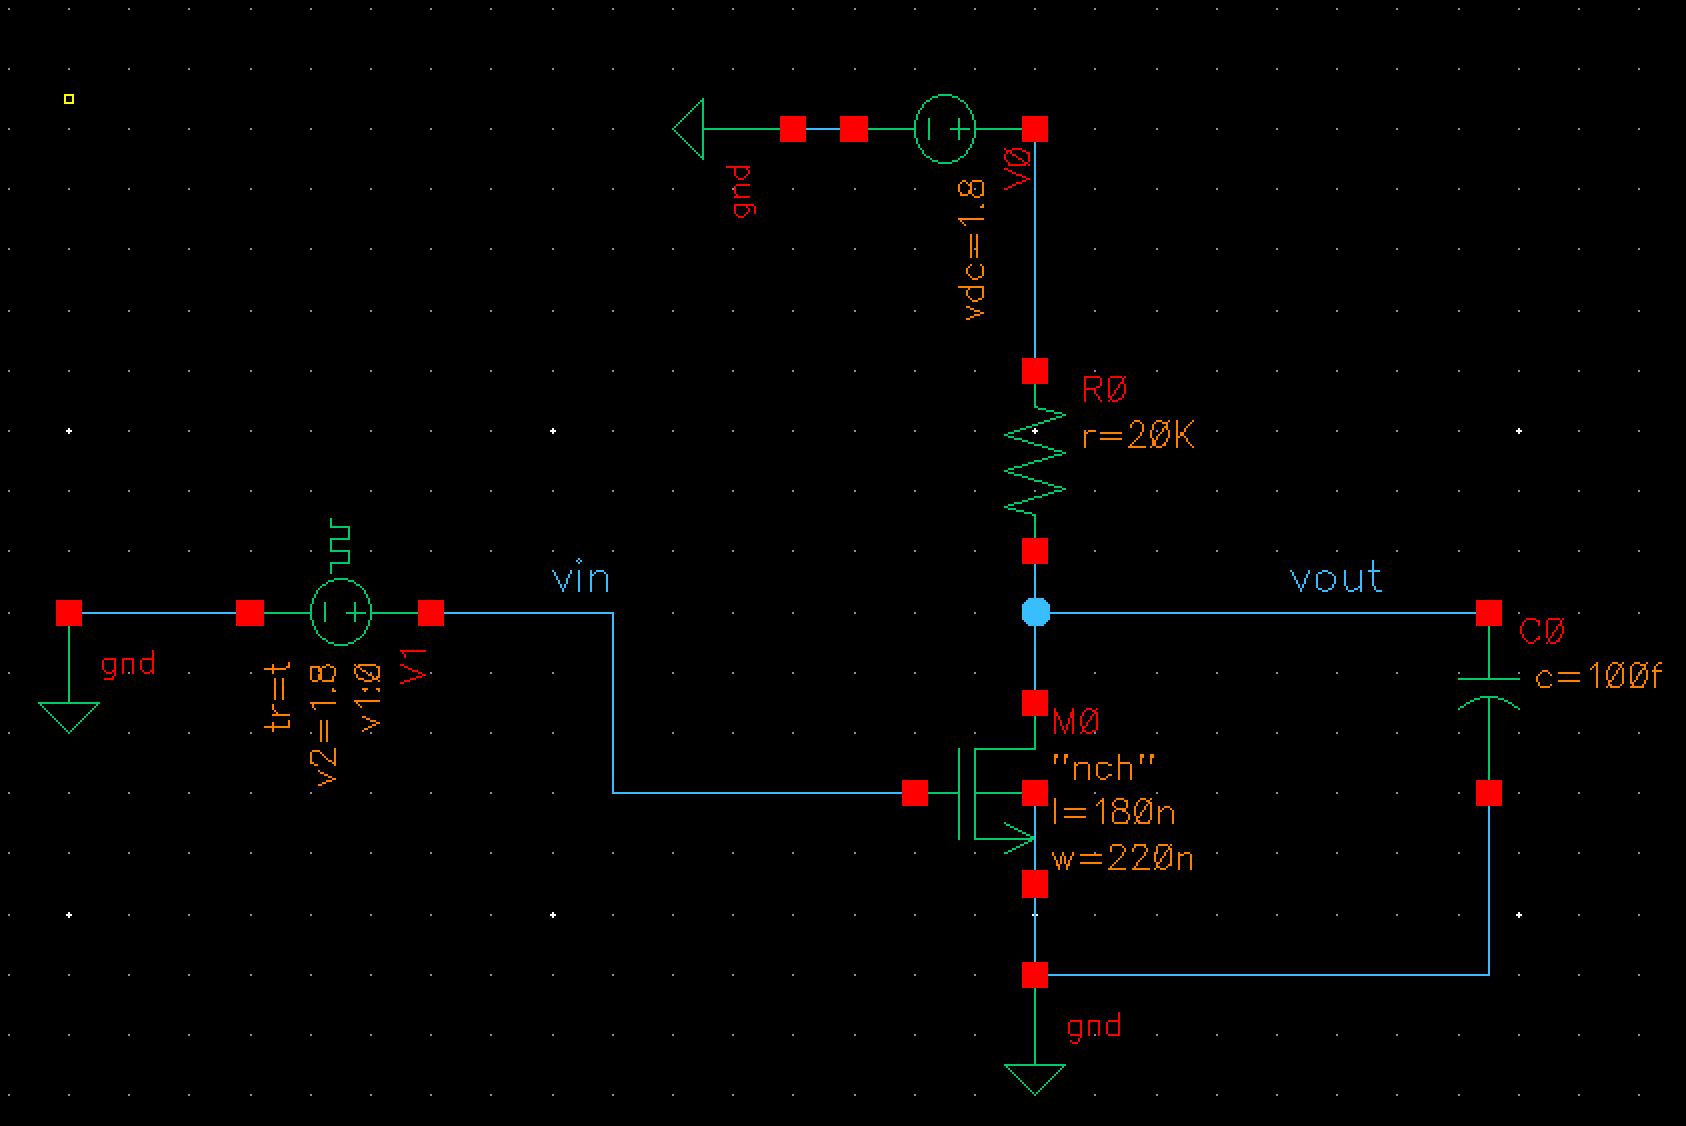 gnd
V0
vdc=1.8
R0
r=20K
vin
vout
gnd
tr=t
v2=1.8
v1:0
V1
C0
c=100f
M0
"nch"
l=180n
w=220n
gnd